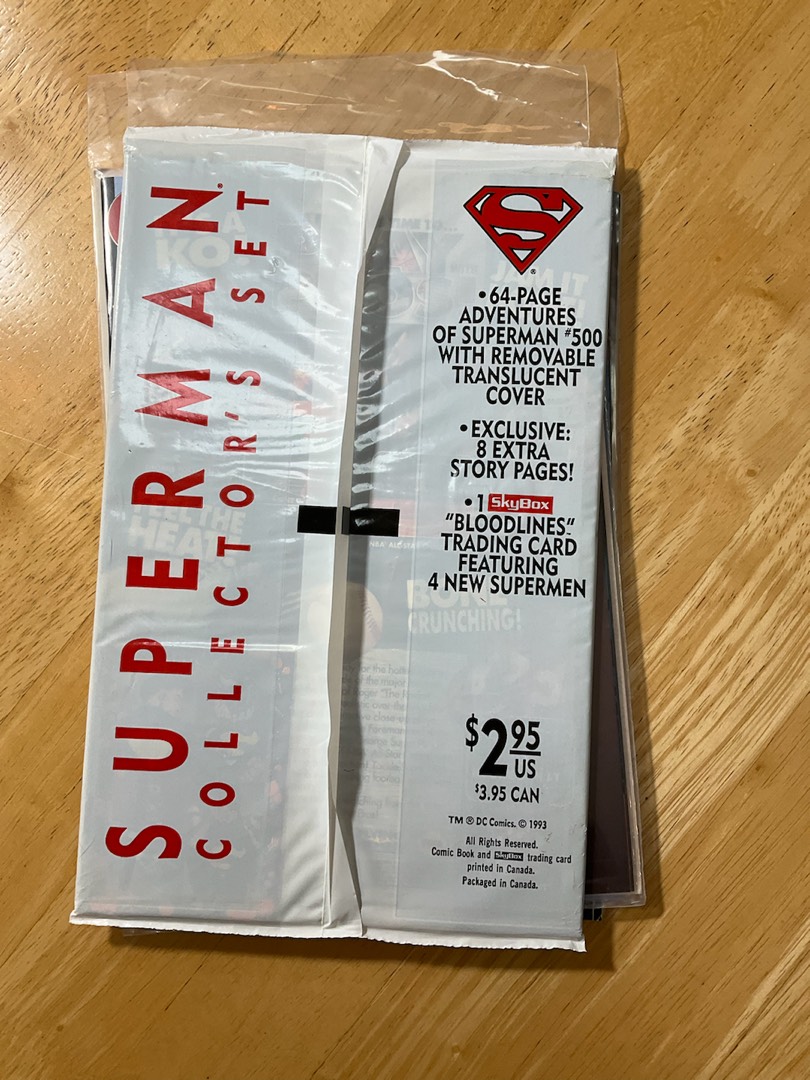 SUPERMAN®
COLLECTOR'S SET
S
®
•64-PAGE
ADVENTURES
OF SUPERMAN #500
WITH REMOVABLE
TRANSLUCENT
COVER
•EXCLUSIVE:
8 EXTRA
STORY PAGES!
•1 SkyBox
"BLOODLINES"
TRADING CARD
FEATURING
4 NEW SUPERMEN
BONE
CRUNCHING!
$2.95
US
$3.95 CAN
TM ® DC Comics. © 1993
All Rights Reserved.
Comic Book and SkyBox trading card
printed in Canada.
Packaged in Canada.